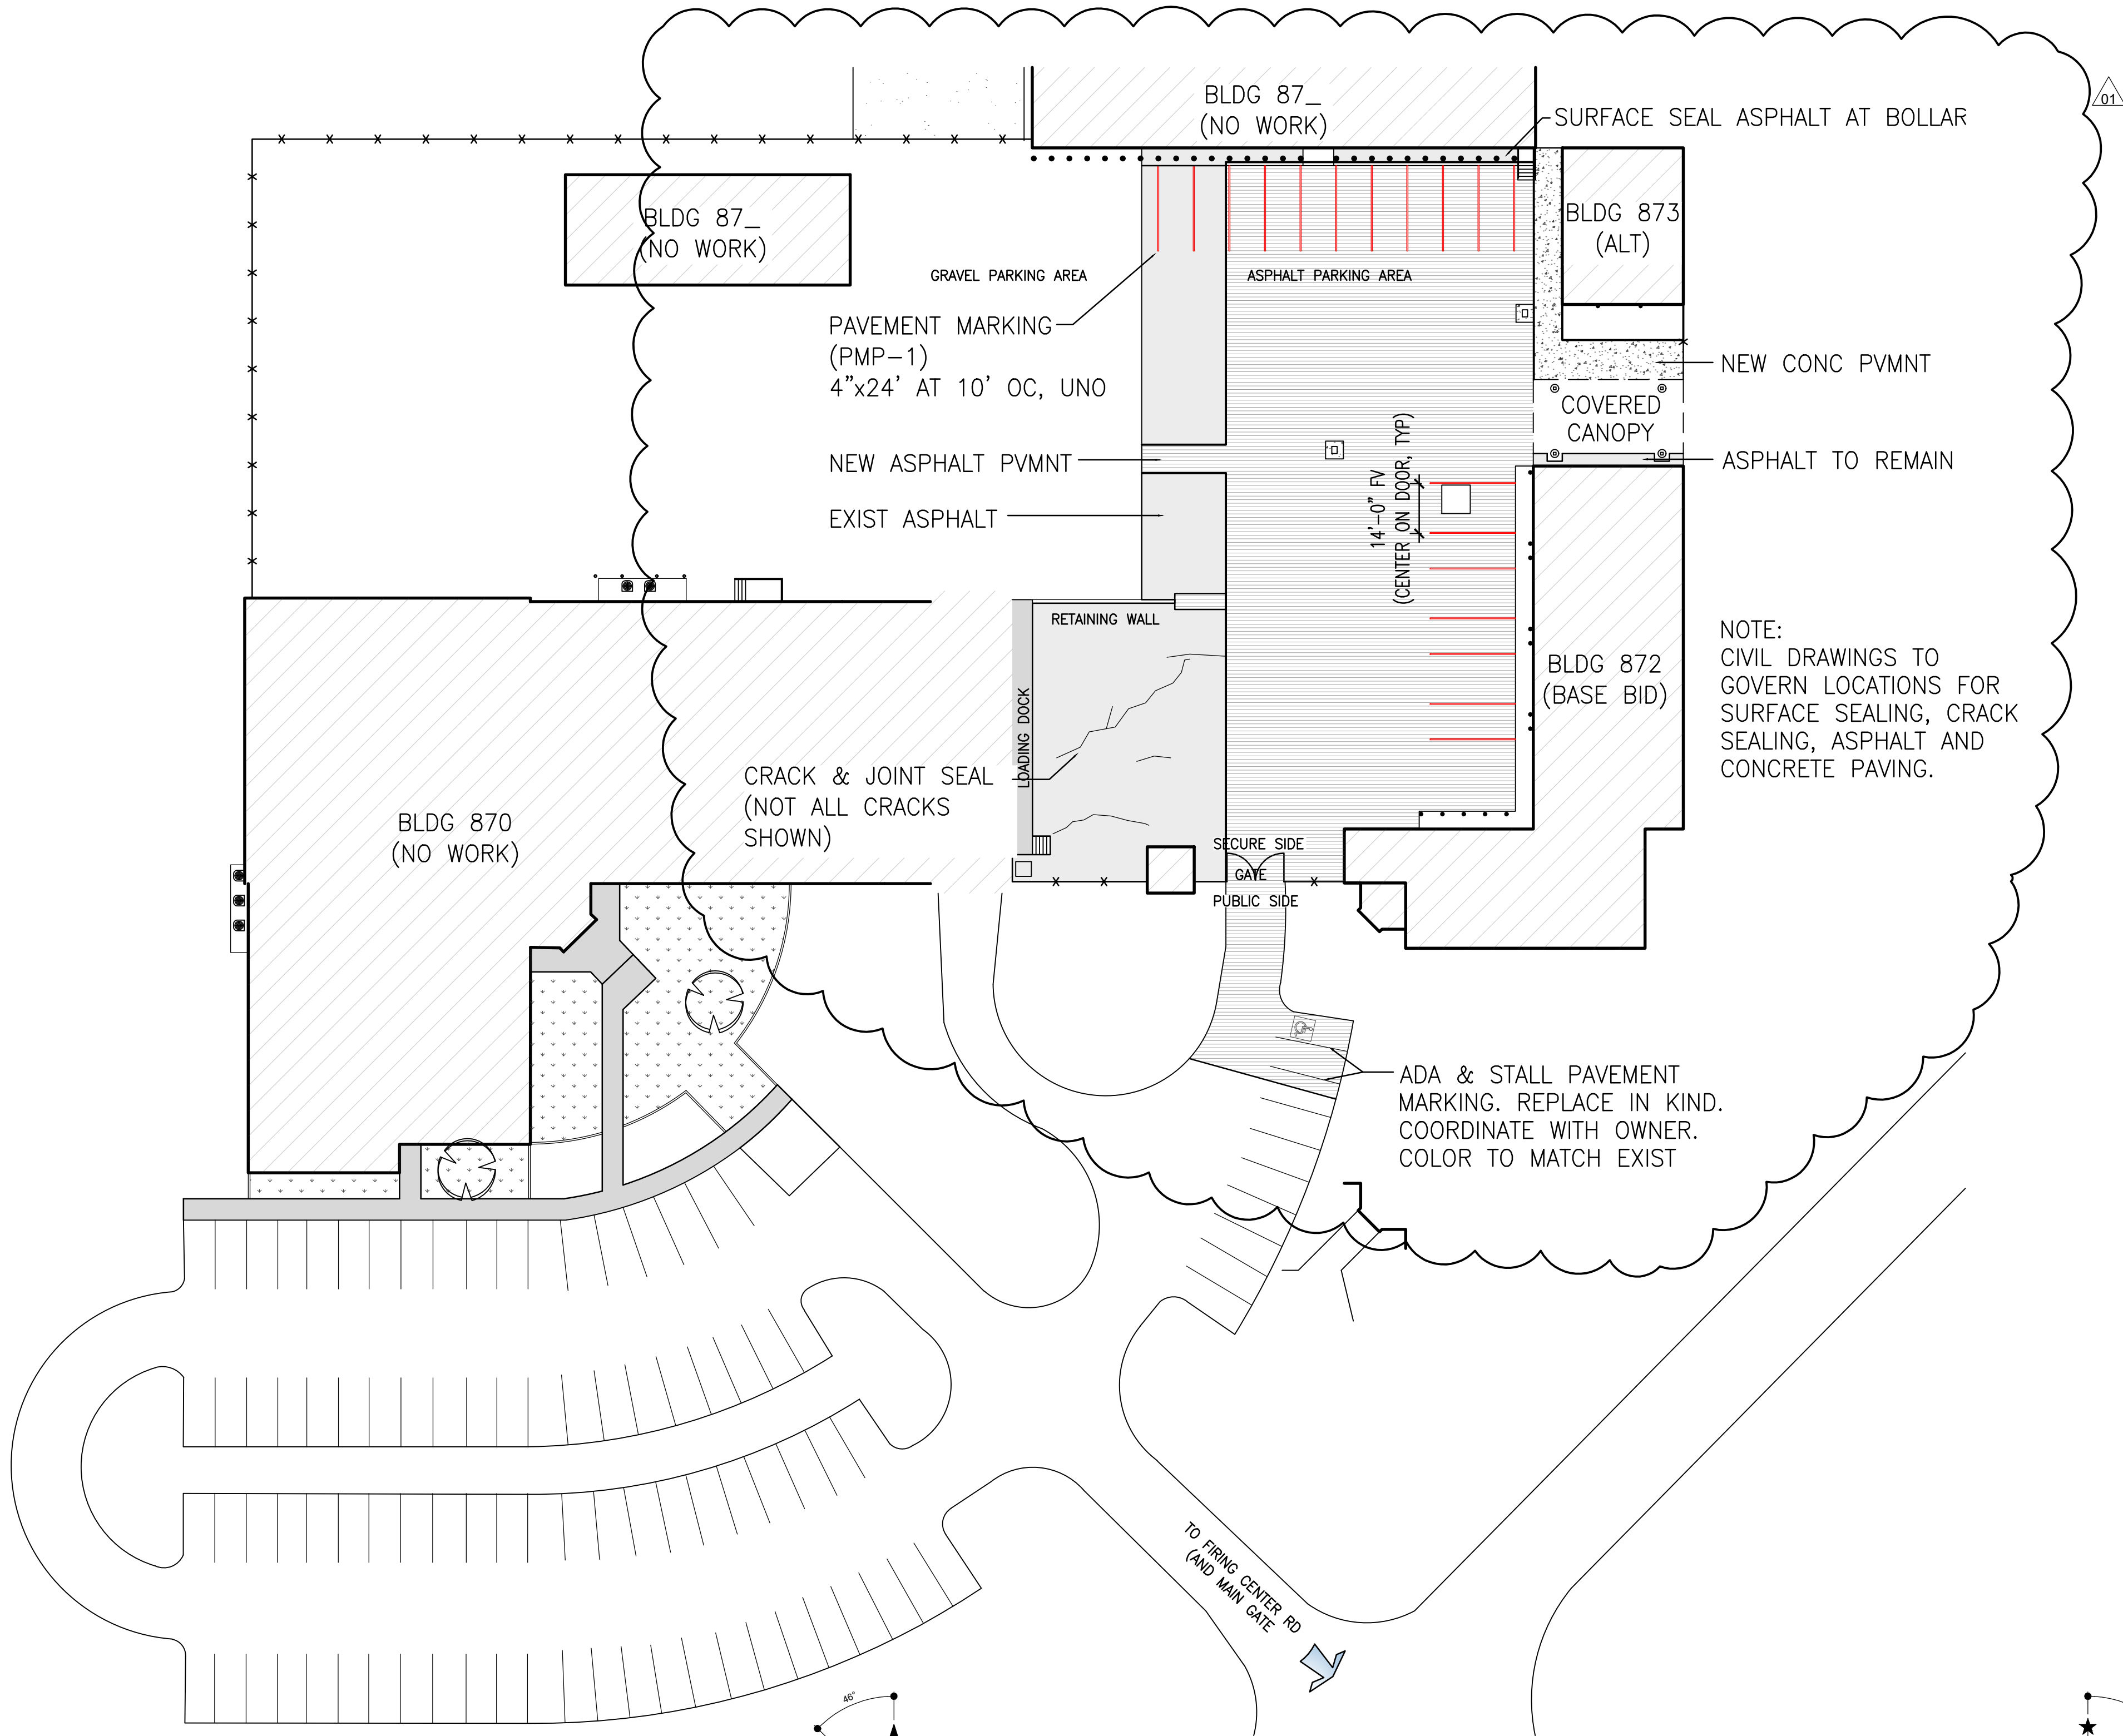 BLDG 87_
(NO WORK)
01
SURFACE SEAL ASPHALT AT BOLLAR
BLDG 87_
(NO WORK)
BLDG 873
(ALT)
GRAVEL PARKING AREA
ASPHALT PARKING AREA
PAVEMENT MARKING
(PMP-1)
4"x24' AT 10' OC, UNO
NEW CONC PVMNT
COVERED
CANOPY
NEW ASPHALT PVMNT
ASPHALT TO REMAIN
EXIST ASPHALT
14'-0" FV
(CENTER ON DOOR, TYP)
RETAINING WALL
NOTE:
CIVIL DRAWINGS TO
GOVERN LOCATIONS FOR
SURFACE SEALING, CRACK
SEALING, ASPHALT AND
CONCRETE PAVING.
BLDG 872
(BASE BID)
LOADING DOCK
CRACK & JOINT SEAL
(NOT ALL CRACKS
SHOWN)
BLDG 870
(NO WORK)
SECURE SIDE
GATE
PUBLIC SIDE
ADA & STALL PAVEMENT
MARKING. REPLACE IN KIND.
COORDINATE WITH OWNER.
COLOR TO MATCH EXIST
TO FIRING CENTER RD
(AND MAIN GATE
46°